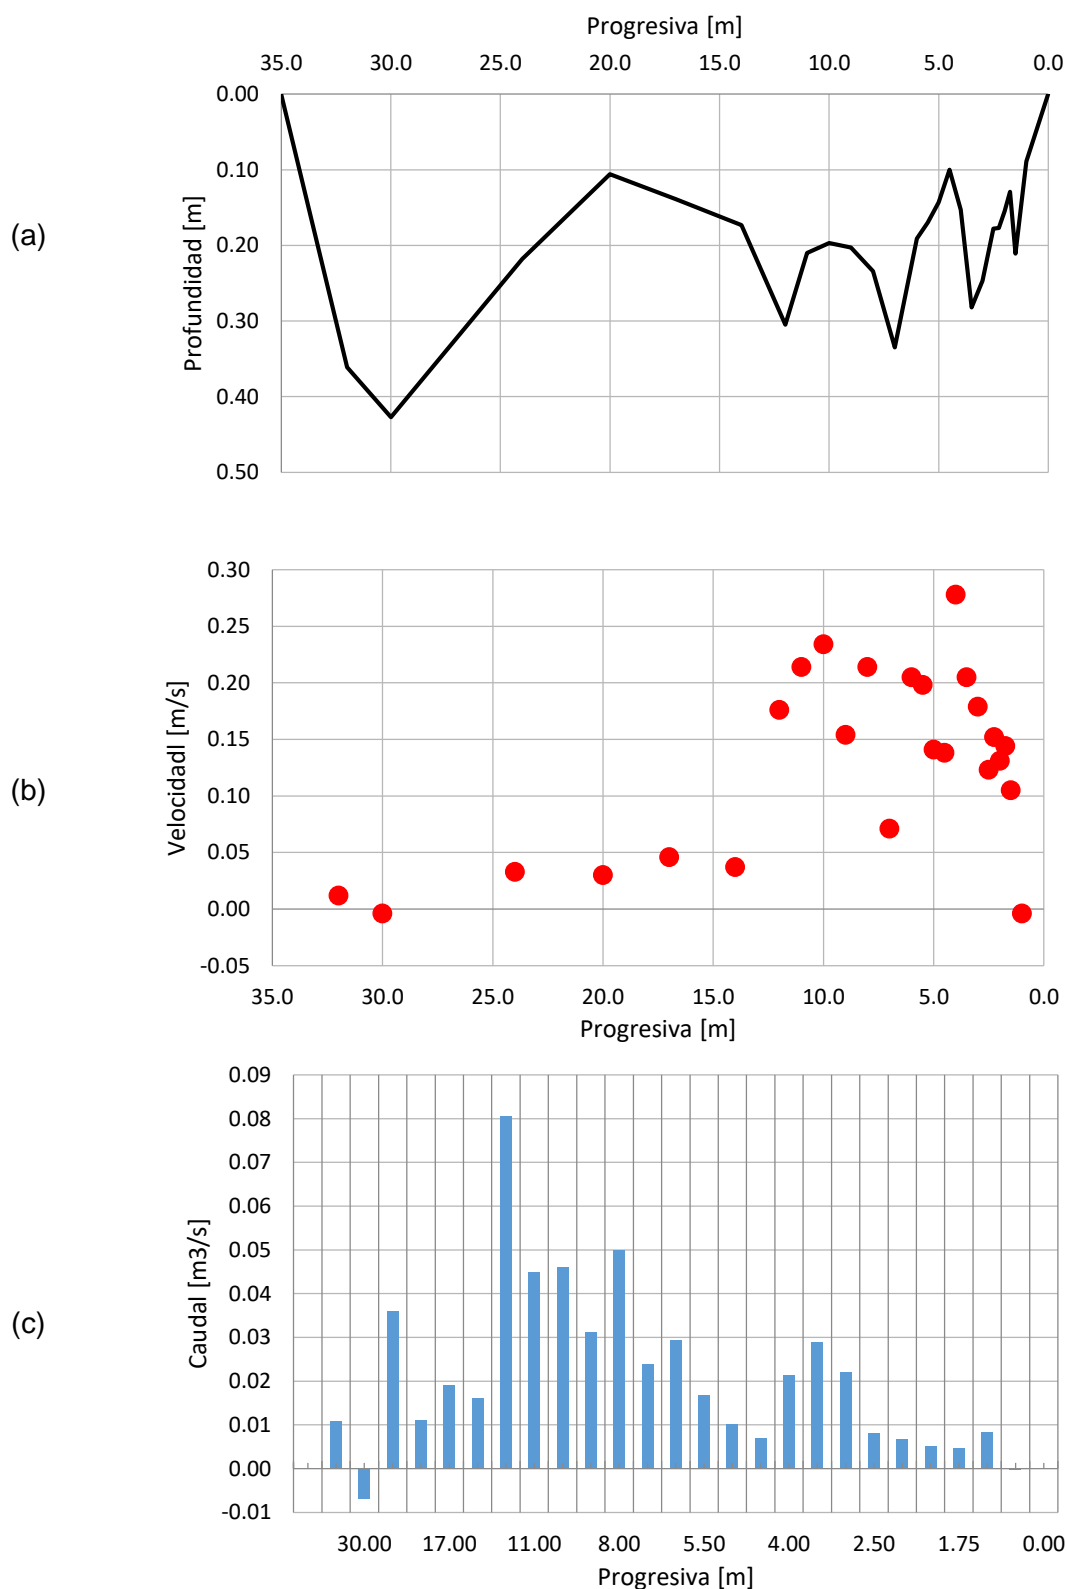 Progresiva [m]
35.0 30.0 25.0 20.0 15.0 10.0 5.0 0.0
0.00
0.10
0.20
0.30
0.40
0.50
Profundidad [m]
(a)
0.30
0.25
0.20
0.15
0.10
0.05
0.00
-0.05
Velocidadl [m/s]
(b)
35.0 30.0 25.0 20.0 15.0 10.0 5.0 0.0
Progresiva [m]
0.09
0.08
0.07
0.06
0.05
0.04
0.03
0.02
0.01
0.00
-0.01
Caudal [m3/s]
(c)
30.00 17.00 11.00 8.00 5.50 4.00 2.50 1.75 0.00
Progresiva [m]